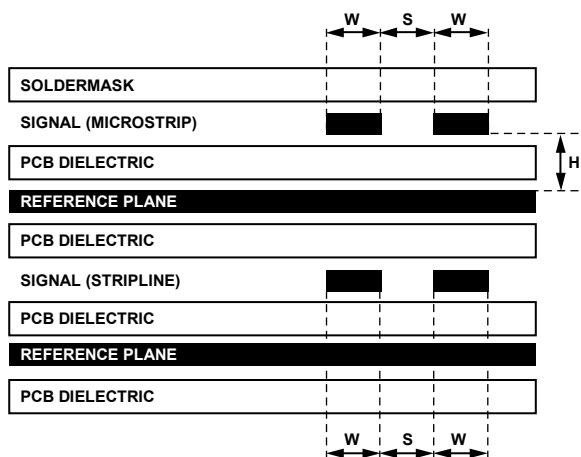 W S W
SOLDERMASK
SIGNAL (MICROSTRIP)
H
PCB DIELECTRIC
REFERENCE PLANE
PCB DIELECTRIC
SIGNAL (STRIPLINE)
PCB DIELECTRIC
REFERENCE PLANE
PCB DIELECTRIC
W S W